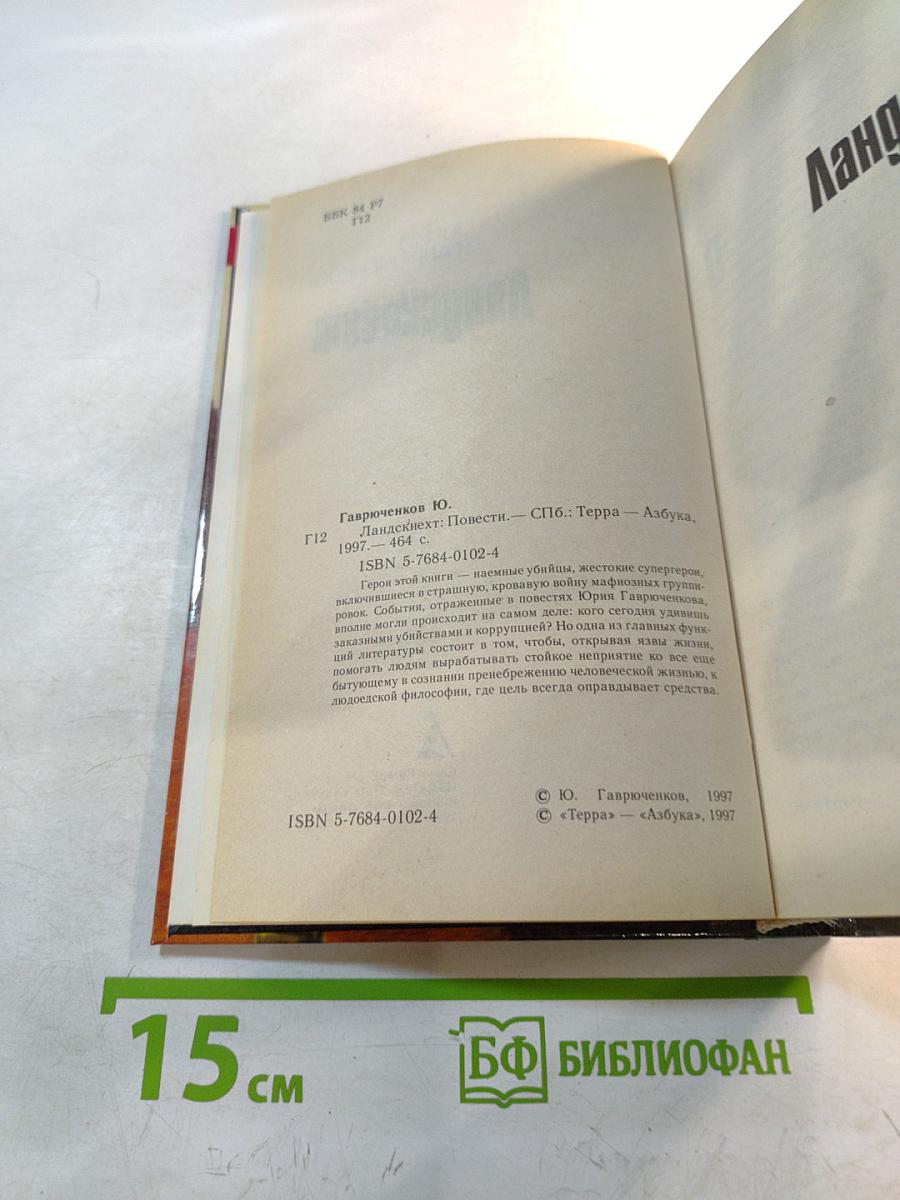 ББК 84 Р7
Г12
Гаврюченков Ю.
Г12 Ландскнехт: Повести.— СПб.: Терра — Азбука,
1997.— 464 с.
ISBN 5-7684-0102-4
Герои этой книги — наемные убийцы, жестокие супергерои,
включившиеся в страшную, кровавую войну мафиозных группи-
ровок. События, отраженные в повестях Юрия Гаврюченкова,
вполне могли происходит на самом деле: кого сегодня удивишь
заказными убийствами и коррупцией? Но одна из главных функ-
ций литературы состоит в том, чтобы, открывая язвы жизни,
помогать людям вырабатывать стойкое неприятие ко все еще
бытующему в сознании пренебрежению человеческой жизнью, к
людоедской философии, где цель всегда оправдывает средства.
ISBN 5-7684-0102-4
© Ю. Гаврюченков, 1997
© «Терра» — «Азбука», 1997
Ланд
15 см
БФ БИБЛИОФАН